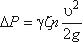 ΔP = γζn υ²/2g